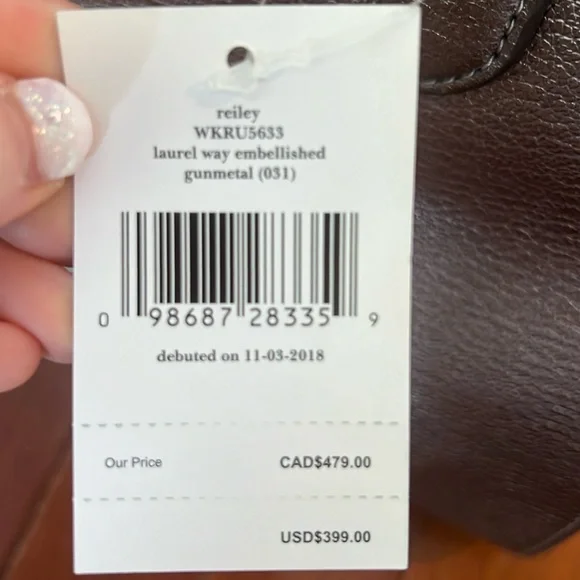 reiley
WKRU5633
laurel way embellished
gunmetal (031)
0 98687 28335 9
debuted on 11-03-2018
Our Price CAD$479.00
USD$399.00